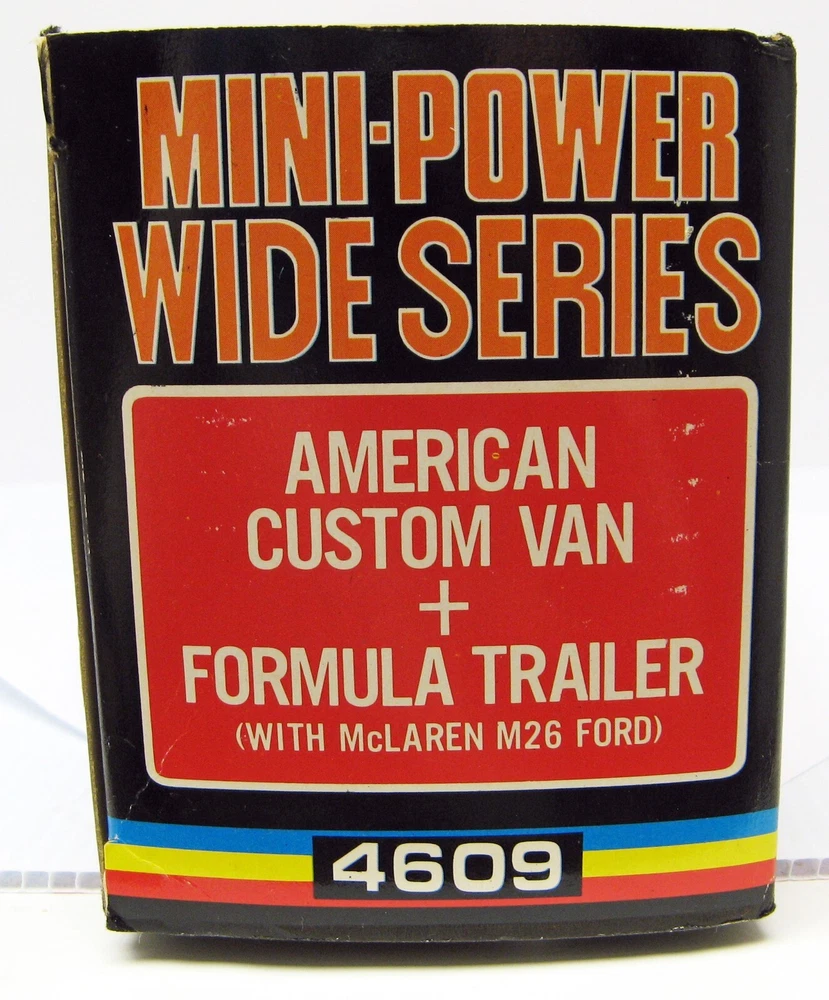 MINI-POWER
WIDE SERIES
AMERICAN
CUSTOM VAN
+
FORMULA TRAILER
(WITH McLAREN M26 FORD)
4609